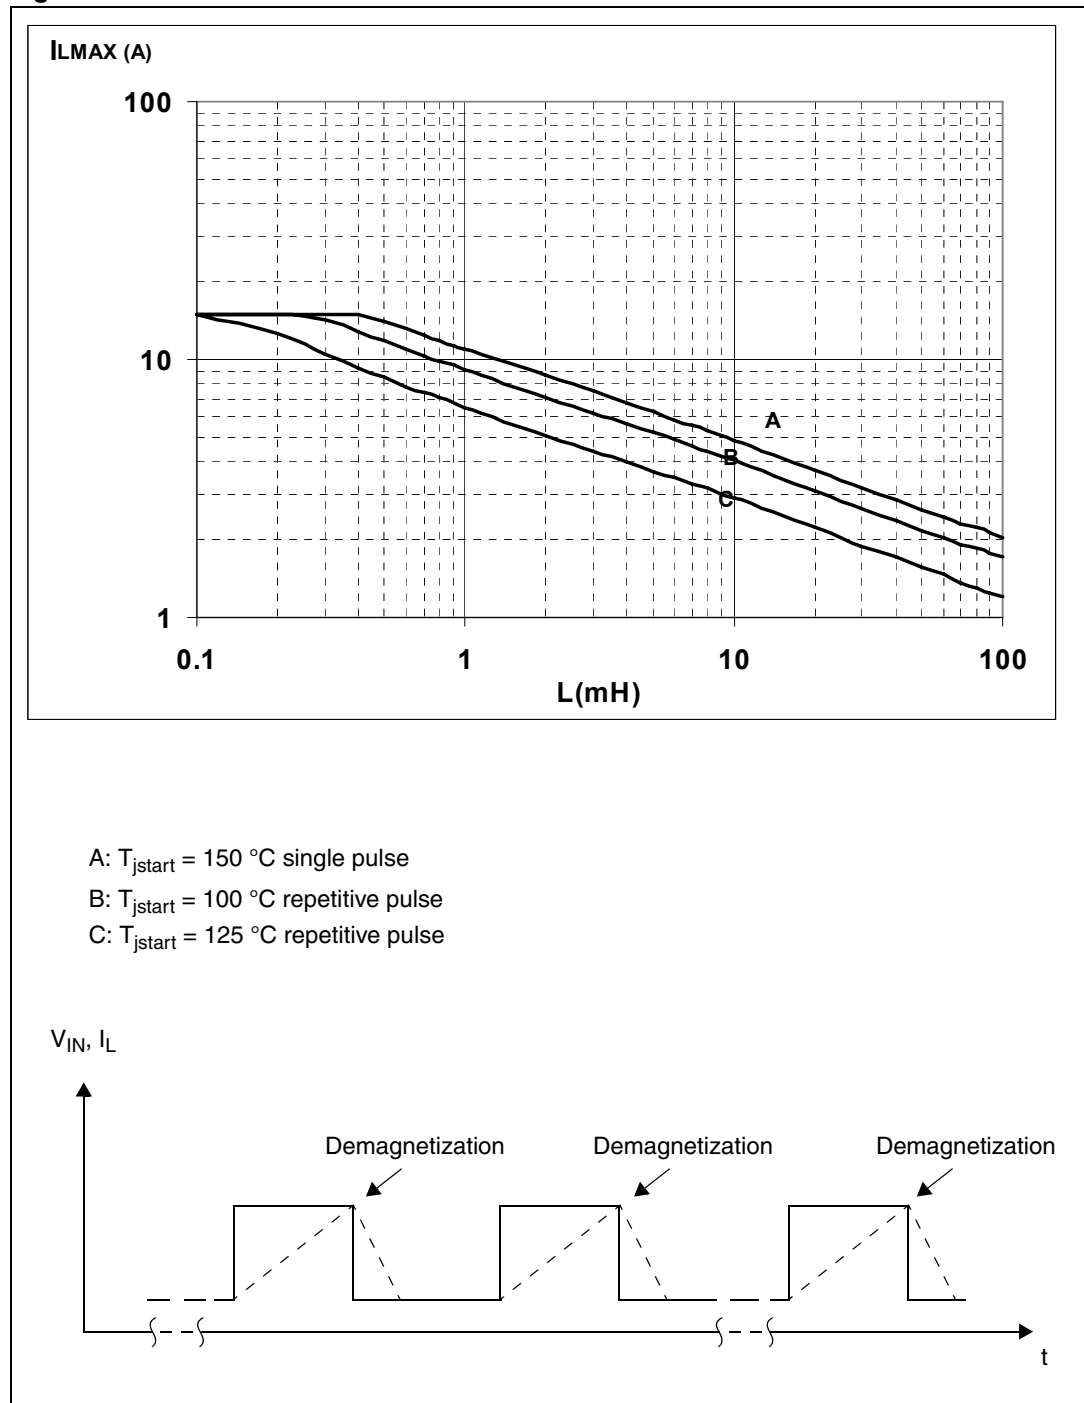 ILMAX (A)
100
10
1
A
B
C
0.1 1 10 100
L(mH)
A: Tjstart = 150 °C single pulse
B: Tjstart = 100 °C repetitive pulse
C: Tjstart = 125 °C repetitive pulse
VIN, IL
Demagnetization Demagnetization Demagnetization
t